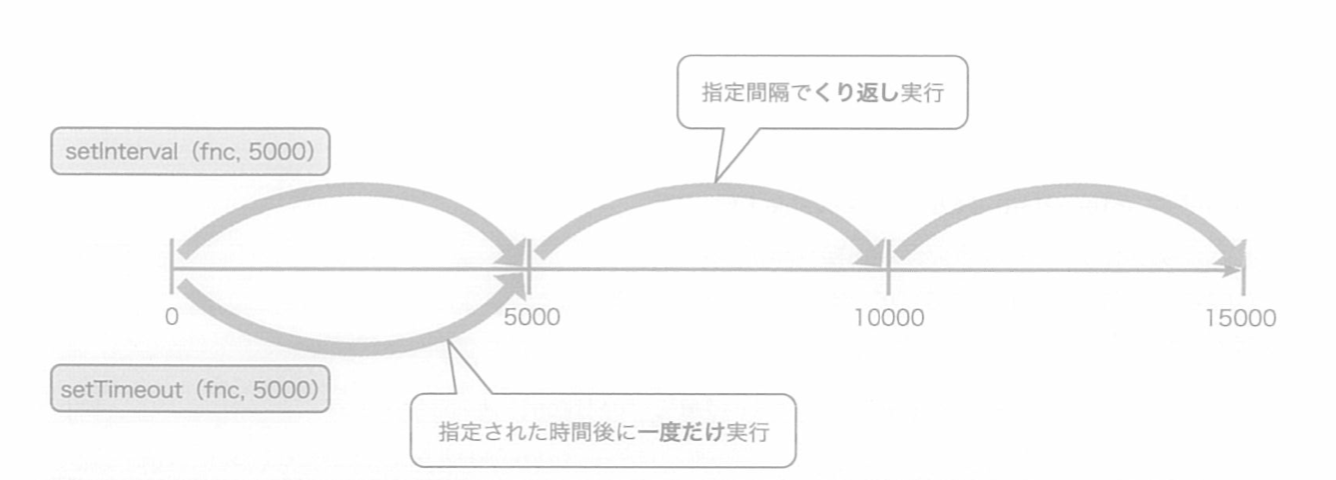 指定間隔でくり返し実行
setInterval（fnc, 5000）
0
5000
10000
15000
setTimeout（fnc, 5000）
指定された時間後に一度だけ実行